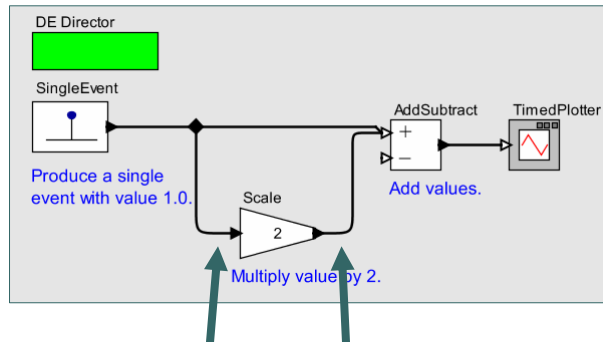 DE Director
SingleEvent
AddSubtract
TimedPlotter
+
−
Produce a single
event with value 1.0.
Add values.
Scale
2
Multiply value by 2.